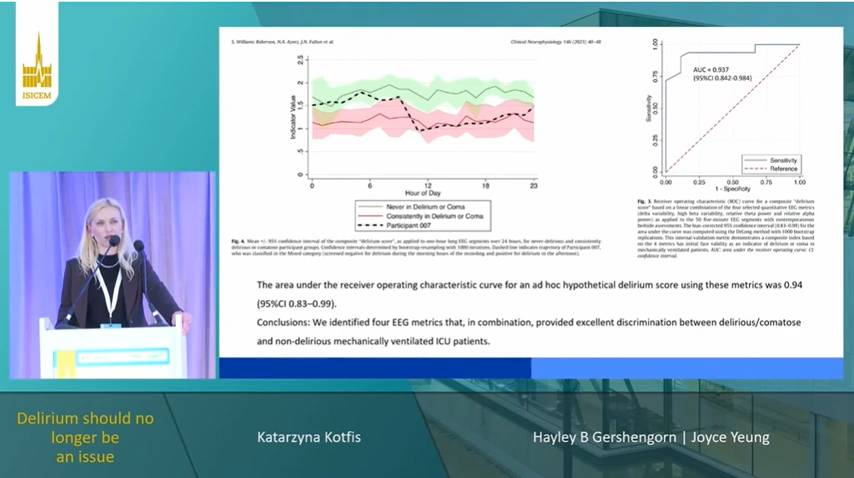 ISICEM
S. Williams Roberson, N.A. Azeez, J.N. Fulton et al.
Clinical Neurophysiology 146 (2023) 40–48
2.5
2
1.5
1
.5
0
Indicator Value
0
6
12
18
23
Hour of Day
Never in Delirium or Coma
Consistently in Delirium or Coma
Participant 007
Fig. 4. Mean +/- 95% confidence interval of the composite "delirium score", as applied to one-hour long EEG segments over 24 hours, for never-delirious and consistently
delirious or comatose participant groups. Confidence intervals determined by bootstrap resampling with 1000 iterations. Dashed line indicates trajectory of Participant 007,
who was classified in the Mixed category (screened negative for delirium during the morning hours of the recording and positive for delirium in the afternoon).
1.00
0.75
0.50
0.25
0.00
Sensitivity
AUC = 0.937
(95%CI 0.842-0.984)
Sensitivity
Reference
0.00
0.25
0.50
0.75
1.00
1 - Specificity
Fig. 3. Receiver operating characteristic (ROC) curve for a composite "delirium
score" based on a linear combination of the four selected quantitative EEG metrics
(delta variability, high beta variability, relative theta power and relative alpha
power) as applied to the 50 five-minute EEG segments with contemporaneous
bedside assessments. The bias corrected 95% confidence interval (0.83–0.99) for the
area under the curve was computed using the DeLong method with 1000 bootstrap
replications. This internal validation metric demonstrates a composite index based
on the 4 metrics has initial face validity as an indicator of delirium or coma in
mechanically ventilated patients. AUC: area under the receiver operating curve; CI:
confidence interval.
The area under the receiver operating characteristic curve for an ad hoc hypothetical delirium score using these metrics was 0.94
(95%CI 0.83–0.99).
Conclusions: We identified four EEG metrics that, in combination, provided excellent discrimination between delirious/comatose
and non-delirious mechanically ventilated ICU patients.
Delirium should no
longer be
an issue
Katarzyna Kotfis
Hayley B Gershengorn | Joyce Yeung